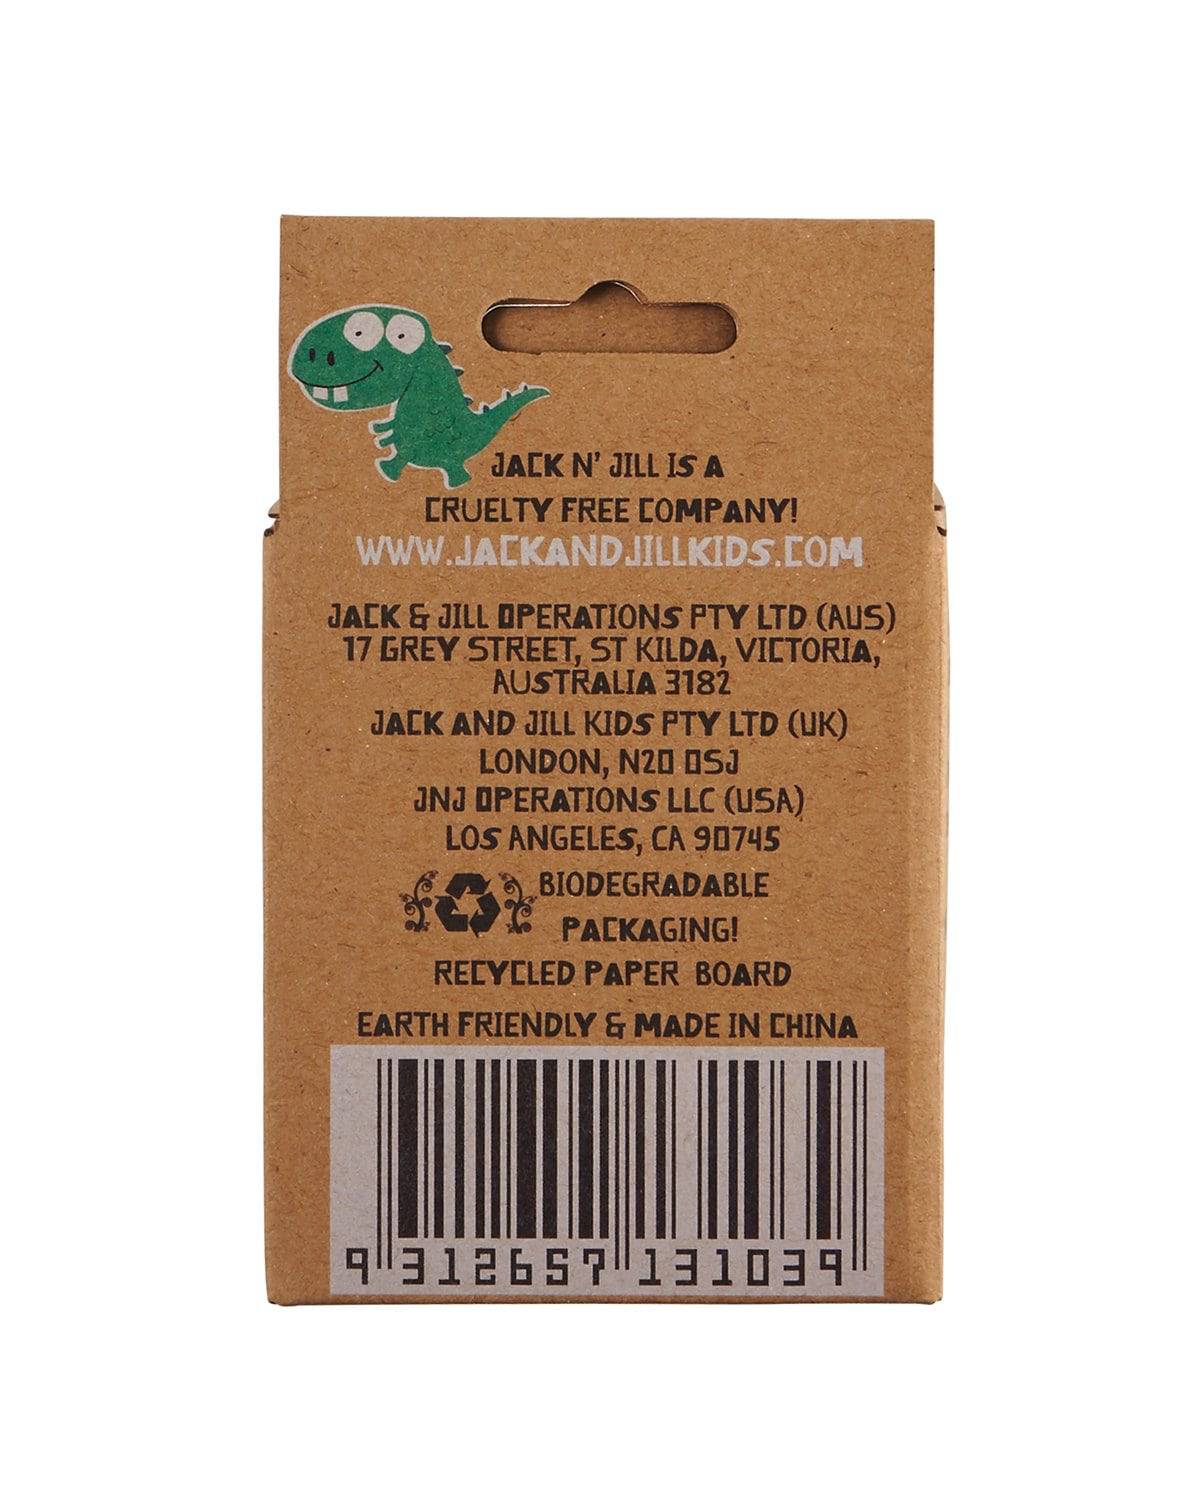 JACK N' JILL IS A
CRUELTY FREE COMPANY!
WWW.JACKANDJILLKIDS.COM
JACK & JILL OPERATIONS PTY LTD (AUS)
17 GREY STREET, ST KILDA, VICTORIA,
AUSTRALIA 3182
JACK AND JILL KIDS PTY LTD (UK)
LONDON, N20 0SJ
JNJ OPERATIONS LLC (USA)
LOS ANGELES, CA 90745
BIODEGRADABLE
PACKAGING!
RECYCLED PAPER BOARD
EARTH FRIENDLY & MADE IN CHINA
9 312657 131039